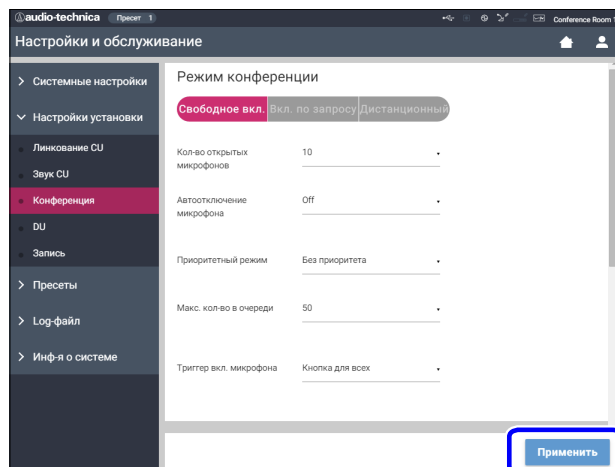 audio-technica Пресет 1 Conference Room 1
Настройки и обслуживание
Системные настройки
Настройки установки
Линкование CU
Звук CU
Конференция
DU
Запись
Пресеты
Log-файл
Инф-я о системе
Режим конференции
Свободное вкл. Вкл. по запросу Дистанционный
Кол-во открытых
микрофонов
10
Автоотключение
микрофона
Off
Приоритетный режим Без приоритета
Макс. кол-во в очереди 50
Триггер вкл. микрофона Кнопка для всех
Применить